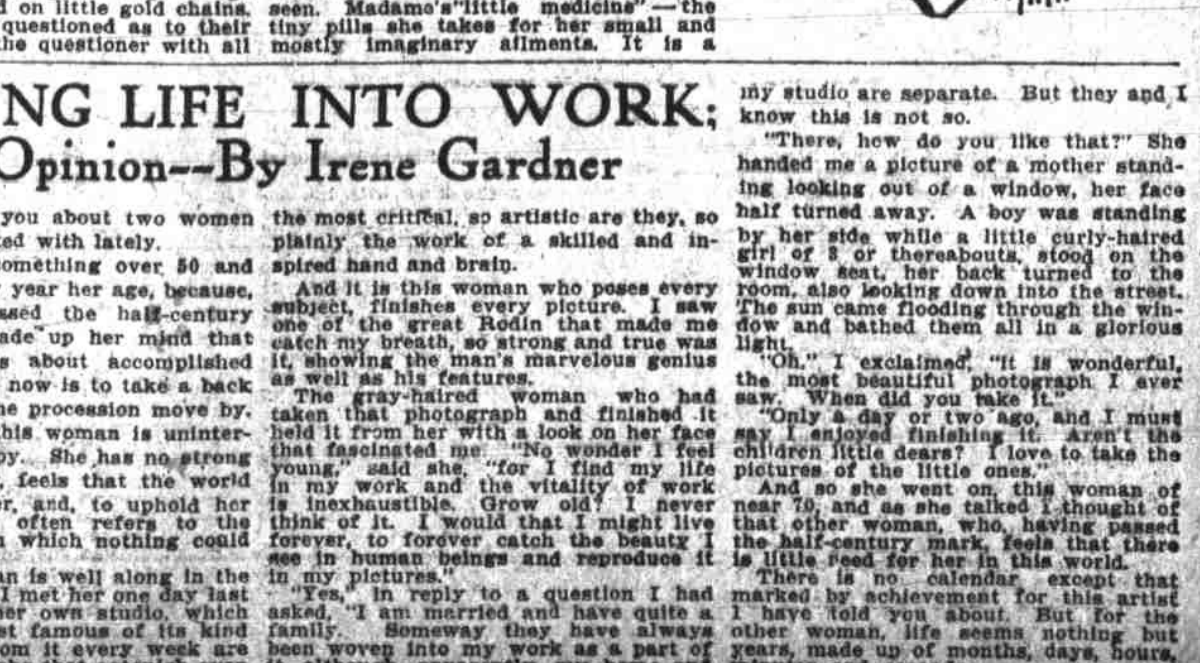 d on little gold chains,
questioned as to their
he questioner with all
seen. Madame's "little medicine"—the
tiny pills she takes for her small and
mostly imaginary ailments. It is a
NG LIFE INTO WORK;
Opinion--By Irene Gardner
you about two women
ed with lately.
omething over 50 and
year her age, because,
ssed the half-century
ade up her mind that
s about accomplished
now is to take a back
he procession move by.
his woman is uninter-
py. She has no strong
, feels that the world
er, and, to uphold her
often refers to the
which nothing could
an is well along in the
I met her one day last
her own studio, which
st famous of its kind
om it every week are
the most critical, so artistic are they, so
plainly the work of a skilled and in-
spired hand and brain.
And it is this woman who poses every
subject, finishes every picture. I saw
one of the great Rodin that made me
catch my breath, so strong and true was
it, showing the man's marvelous genius
as well as his features.
The gray-haired woman who had
taken that photograph and finished it
held it from her with a look on her face
that fascinated me. "No wonder I feel
young," said she, "for I find my life
in my work and the vitality of work
is inexhaustible. Grow old? I never
think of it. I would that I might live
forever, to forever catch the beauty I
see in human beings and reproduce it
in my pictures."
"Yes," in reply to a question I had
asked, "I am married and have quite a
family. Someway they have always
been woven into my work as a part of
my studio are separate. But they and I
know this is not so.
"There, how do you like that?" She
handed me a picture of a mother stand-
ing looking out of a window, her face
half turned away. A boy was standing
by her side while a little curly-haired
girl of 3 or thereabouts, stood on the
window seat, her back turned to the
room, also looking down into the street.
The sun came flooding through the win-
dow and bathed them all in a glorious
light.
"Oh," I exclaimed, "it is wonderful,
the most beautiful photograph I ever
saw. When did you take it."
"Only a day or two ago, and I must
say I enjoyed finishing it. Aren't the
children little dears? I love to take the
pictures of the little ones."
And so she went on, this woman of
near 70, and as she talked I thought of
that other woman, who, having passed
the half-century mark, feels that there
is little need for her in this world.
There is no calendar except that
marked by achievement for this artist
I have told you about. But for the
other woman, life seems nothing but
years, made up of months, days, hours,